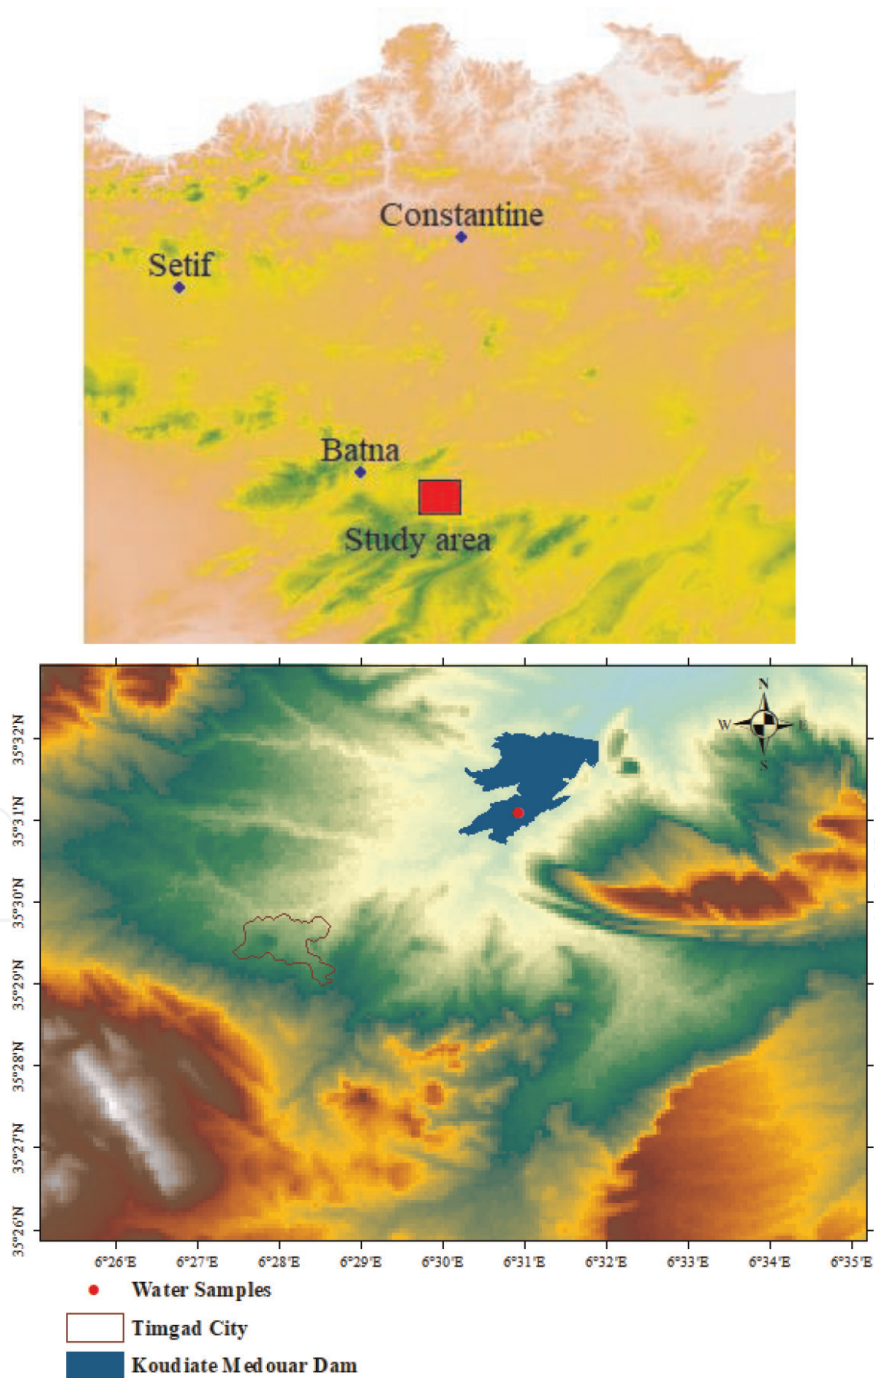 Constantine
Setif
Batna
Study area
N
W E
S
35°32'N
35°31'N
35°30'N
35°29'N
35°28'N
35°27'N
35°26'N
6°26'E 6°27'E 6°28'E 6°29'E 6°30'E 6°31'E 6°32'E 6°33'E 6°34'E 6°35'E
Water Samples
Timgad City
Koudiate Medouar Dam